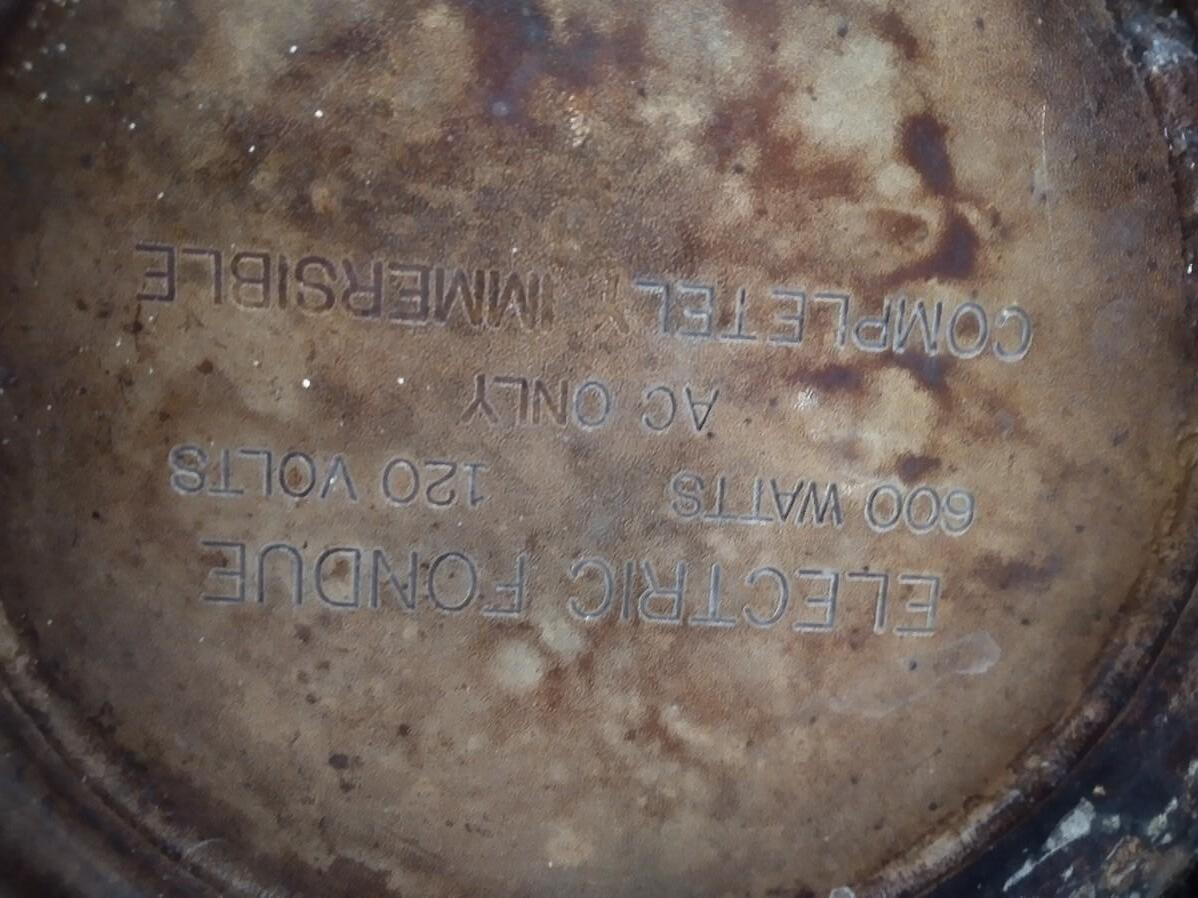 ELECTRIC FONDUE
600 WATTS 120 VOLTS
AC ONLY
COMPLETELY IMMERSIBLE